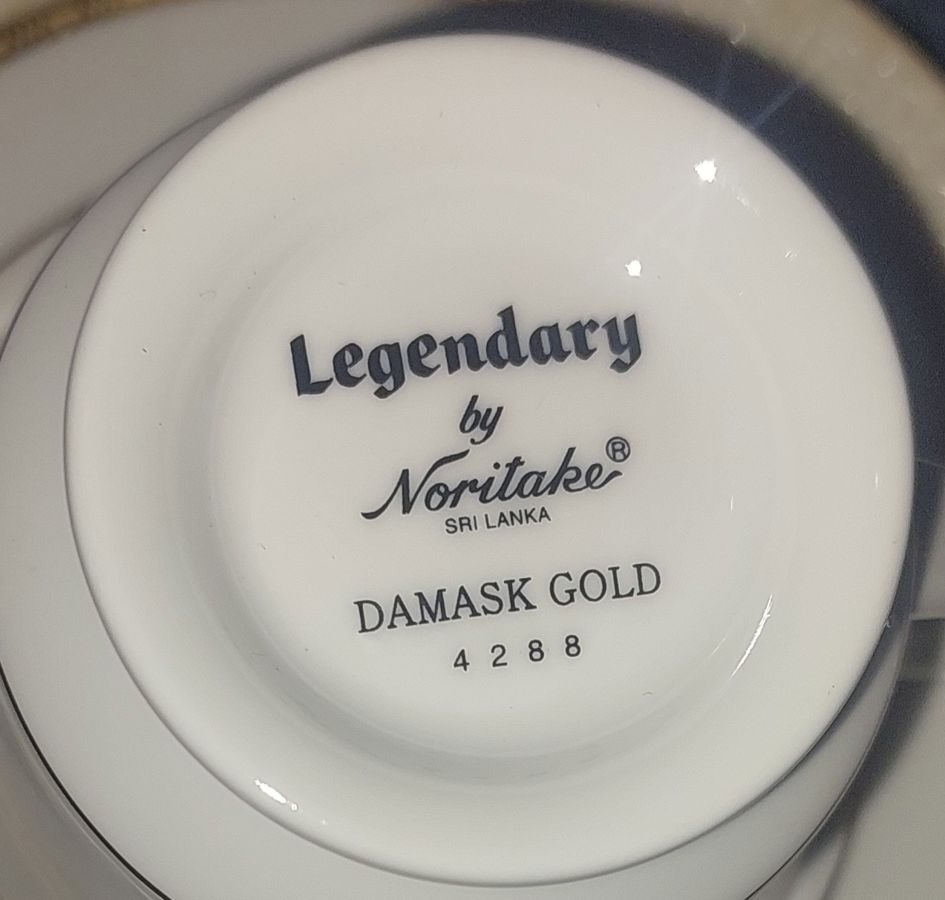 Legendary
by
Noritake®
SRI LANKA
DAMASK GOLD
4288